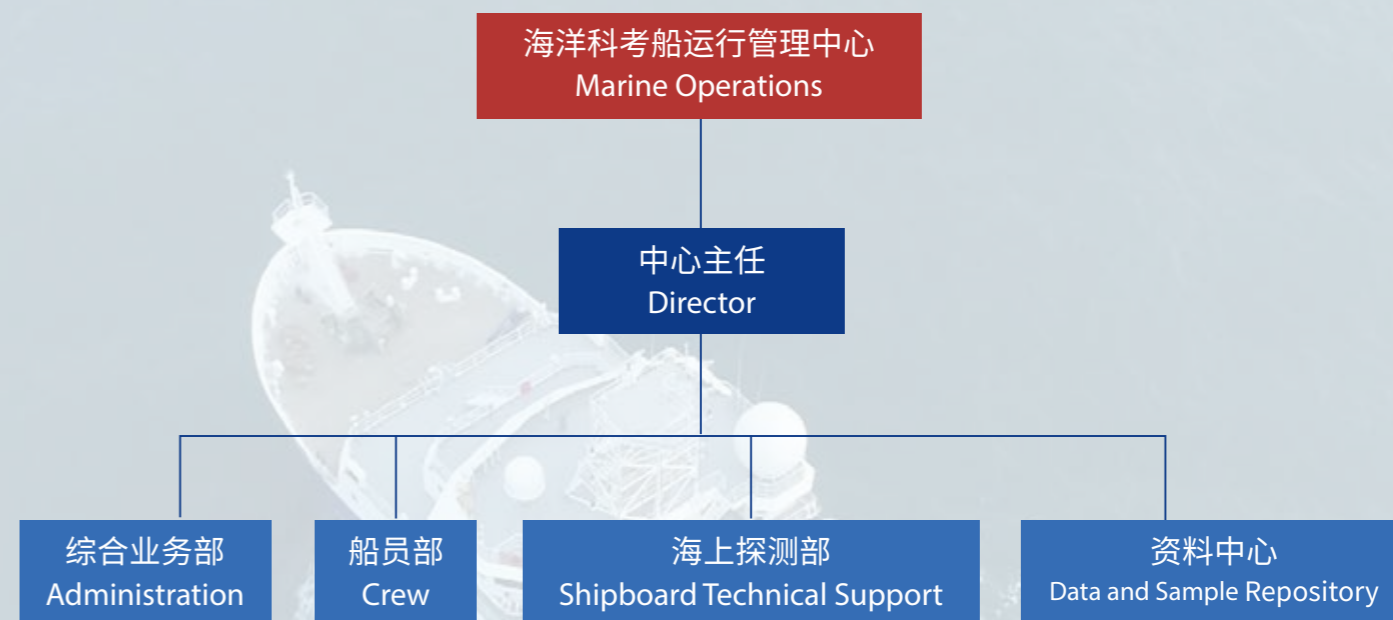 海洋科考船运行管理中心
Marine Operations
中心主任
Director
综合业务部
Administration
船员部
Crew
海上探测部
Shipboard Technical Support
资料中心
Data and Sample Repository